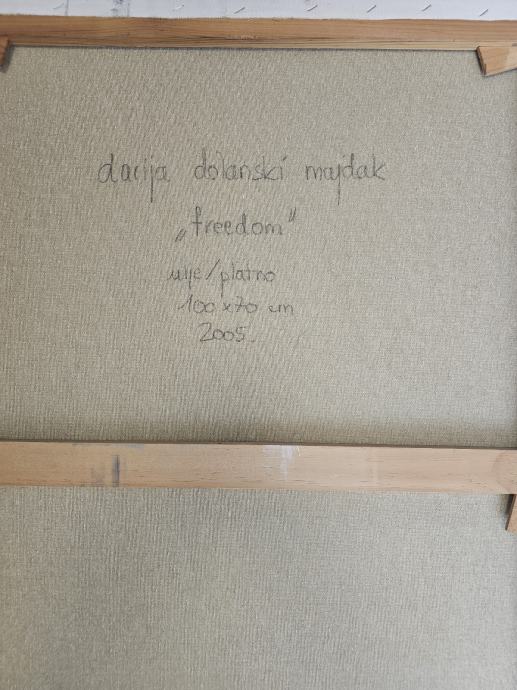 dacija dolanski majdak
„freedom"
ulje/platno
100 x 70 cm
2005.